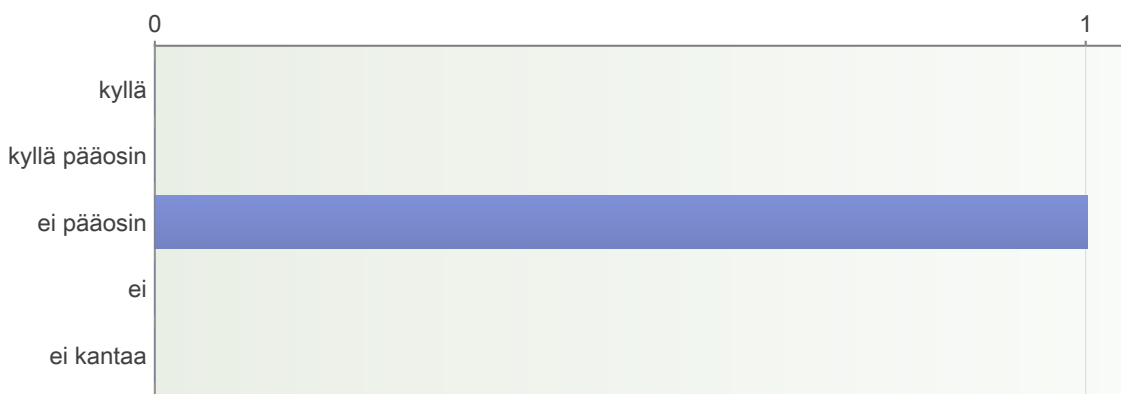 0 1
kyllä
kyllä pääosin
ei pääosin
ei
ei kantaa